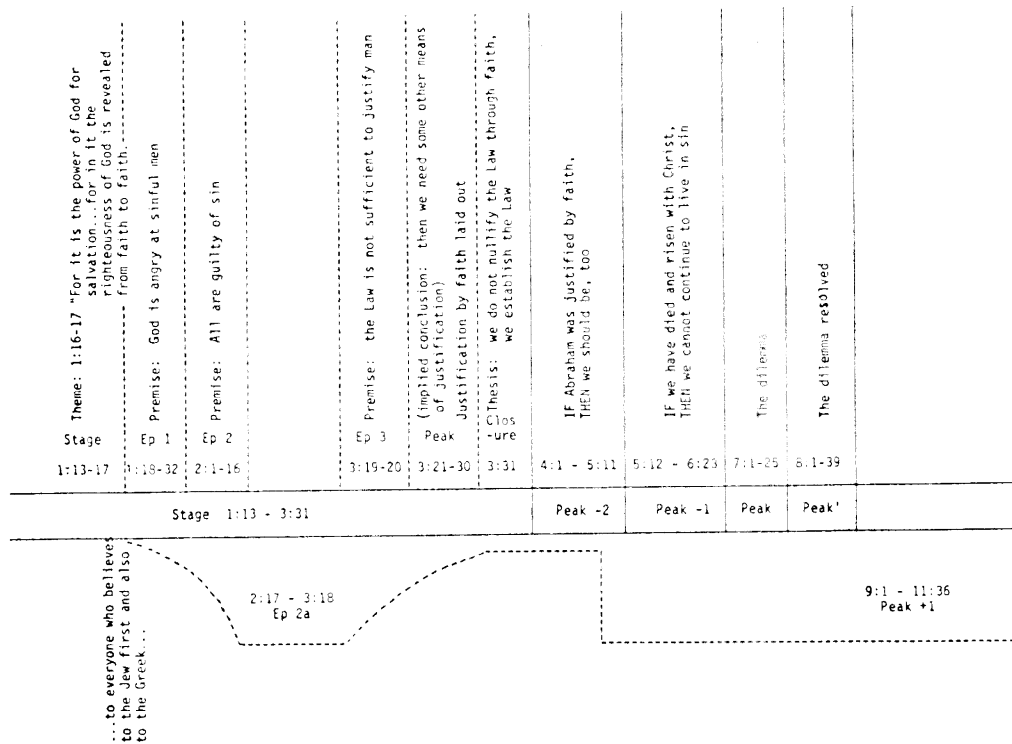 Theme: 1:16-17 "For it is the power of God for
salvation...for in it the
righteousness of God is revealed
from faith to faith.
Premise: God is angry at sinful men
Premise: All are guilty of sin
Premise: the Law is not sufficient to justify man
(implied conclusion: then we need some other means
of justification)
Justification by faith laid out
Thesis: we do not nullify the Law through faith,
we establish the Law
IF Abraham was justified by faith,
THEN we should be, too
IF we have died and risen with Christ,
THEN we cannot continue to live in sin
The dilemma
The dilemma resolved
Stage
Ep 1
Ep 2
Ep 3
Peak
Clos
-ure
1:13-17
1:18-32
2:1-16
3:19-20
3:21-30
3:31
4:1 - 5:11
5:12 - 6:23
7:1-25
8:1-39
Stage 1:13 - 3:31
Peak -2
Peak -1
Peak
Peak'
...to everyone who believes
to the Jew first and also
to the Greek...
2:17 - 3:18
Ep 2a
9:1 - 11:36
Peak +1